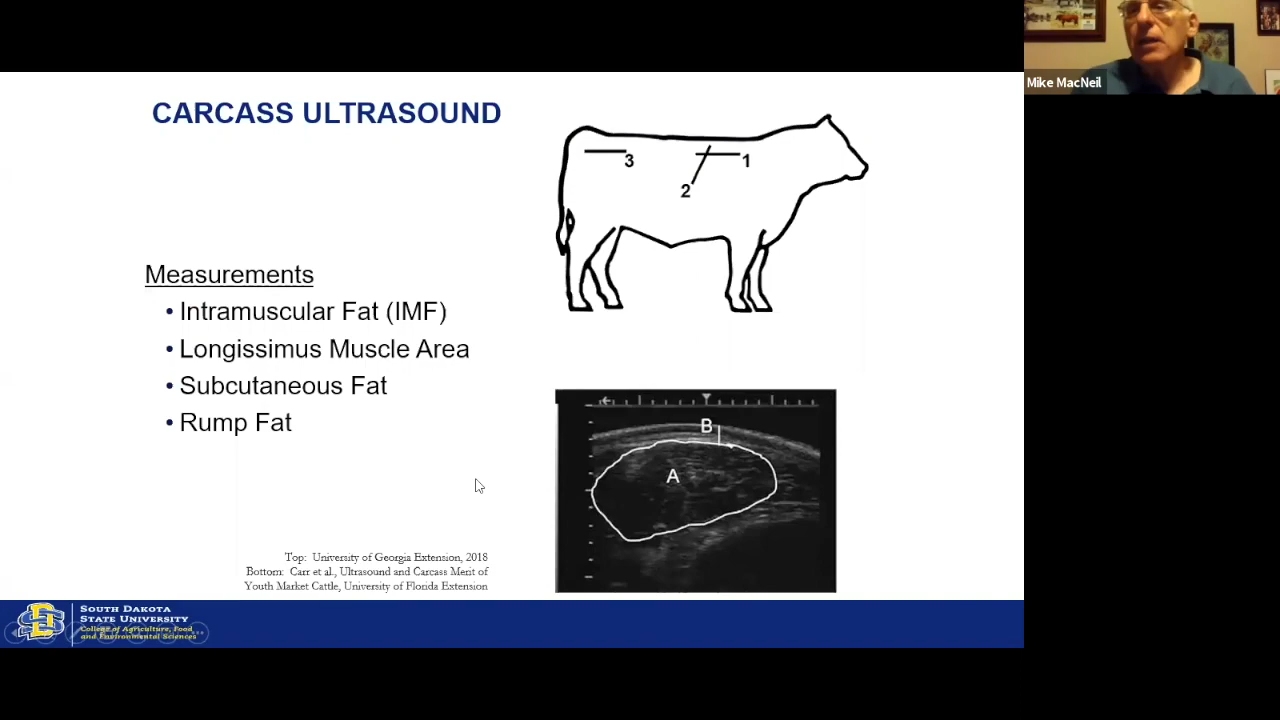 Mike MacNeil
CARCASS ULTRASOUND
3
1
2
Measurements
• Intramuscular Fat (IMF)
• Longissimus Muscle Area
• Subcutaneous Fat
• Rump Fat
B
A
Top: University of Georgia Extension, 2018
Bottom: Carr et al., Ultrasound and Carcass Merit of
Youth Market Cattle, University of Florida Extension
SOUTH DAKOTA
STATE UNIVERSITY
College of Agriculture, Food
and Environmental Sciences